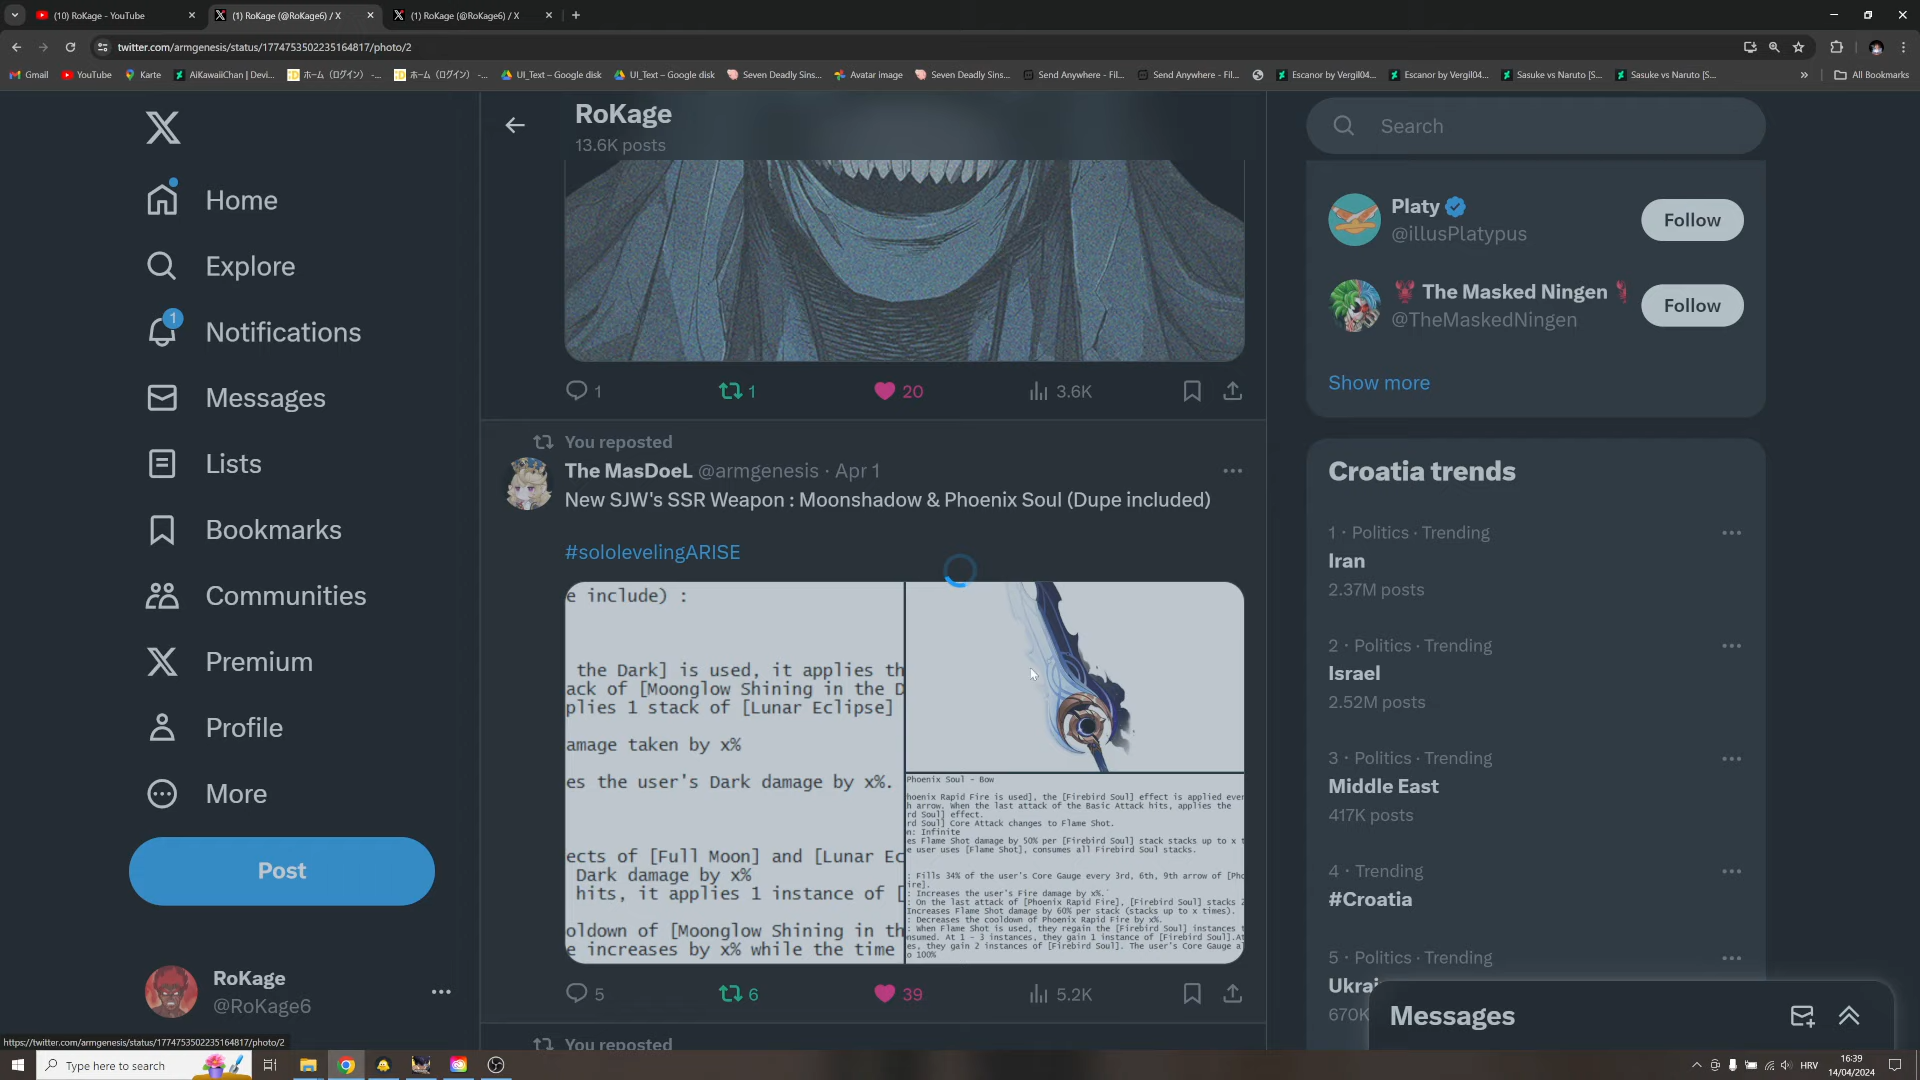 (10) RoKage - YouTube
(1) RoKage (@RoKage6) / X
(1) RoKage (@RoKage6) / X
twitter.com/armgenesis/status/1774753502235164817/photo/2
Gmail
YouTube
Karte
AiKawaiiChan | Devi...
ホーム（ログイン） -...
ホーム（ログイン） -...
UI_Text – Google disk
UI_Text – Google disk
Seven Deadly Sins...
Avatar image
Seven Deadly Sins...
Send Anywhere - Fil...
Send Anywhere - Fil...
Escanor by Vergil04...
Escanor by Vergil04...
Sasuke vs Naruto [S...
Sasuke vs Naruto [S...
All Bookmarks
Home
Explore
1
Notifications
Messages
Lists
Bookmarks
Communities
Premium
Profile
More
Post
RoKage
@RoKage6
RoKage
13.6K posts
1
1
20
3.6K
You reposted
The MasDoeL @armgenesis · Apr 1
New SJW's SSR Weapon : Moonshadow & Phoenix Soul (Dupe included)
#sololevelingARISE
e include) :
the Dark] is used, it applies th
ack of [Moonglow Shining in the D
plies 1 stack of [Lunar Eclipse]
amage taken by x%
es the user's Dark damage by x%.
ects of [Full Moon] and [Lunar Ec
Dark damage by x%
hits, it applies 1 instance of [
oldown of [Moonglow Shining in th
e increases by x% while the time
Phoenix Soul - Bow
hoenix Rapid Fire is used], the [Firebird Soul] effect is applied ever
h arrow. When the last attack of the Basic Attack hits, applies the
rd Soul] effect.
rd Soul] Core Attack changes to Flame Shot.
n: Infinite
es Flame Shot damage by 50% per [Firebird Soul] stack stacks up to x t
e user uses [Flame Shot], consumes all Firebird Soul stacks.
: Fills 34% of the user's Core Gauge every 3rd, 6th, 9th arrow of [Pho
ire].
: Increases the user's Fire damage by x%.
: On the last attack of [Phoenix Rapid Fire], [Firebird Soul] stacks 2
Increases Flame Shot damage by 60% per stack (stacks up to x times).
: Decreases the cooldown of Phoenix Rapid Fire by x%.
: When Flame Shot is used, they regain the [Firebird Soul] instances t
nsumed. At 1 - 3 instances, they gain 1 instance of [Firebird Soul].At
es, they gain 2 instances of [Firebird Soul]. The user's Core Gauge a
o 100%
5
6
39
5.2K
You reposted
Search
Platy
@illusPlatypus
Follow
The Masked Ningen
@TheMaskedNingen
Follow
Show more
Croatia trends
1 · Politics · Trending
Iran
2.37M posts
2 · Politics · Trending
Israel
2.52M posts
3 · Politics · Trending
Middle East
417K posts
4 · Trending
#Croatia
5 · Politics · Trending
Ukrai
670K
Messages
https://twitter.com/armgenesis/status/1774753502235164817/photo/2
Type here to search
HRV
16:39
14/04/2024